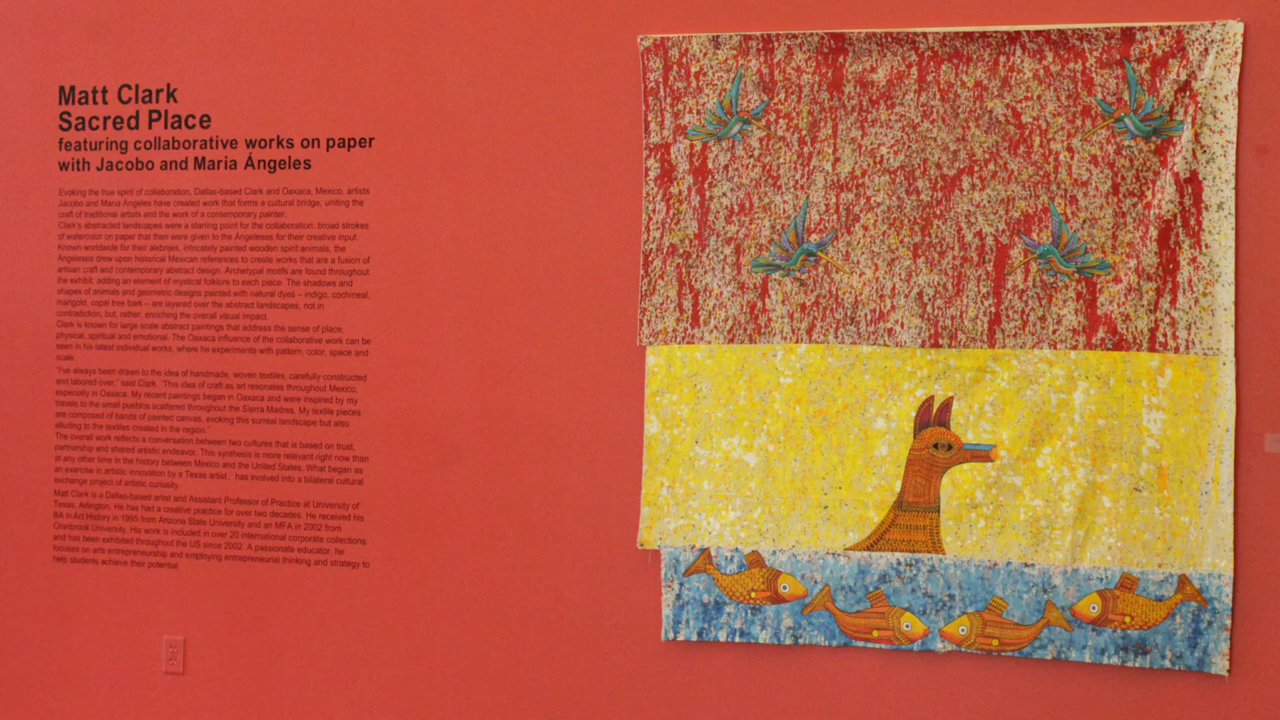 Matt Clark
Sacred Place
featuring collaborative works on paper
with Jacobo and Maria Ángeles
Evoking the true spirit of collaboration, Dallas-based Clark and Oaxaca, Mexico, artists
Jacobo and Maria Ángeles have created work that forms a cultural bridge, uniting the
craft of traditional artists and the work of a contemporary painter.
Clark's abstracted landscapes were a starting point for the collaboration: broad strokes
of watercolor on paper that then were given to the Ángeleses for their creative input.
Known worldwide for their alebrijes, intricately painted wooden spirit animals, the
Ángeleses drew upon historical Mexican references to create works that are a fusion of
artisan craft and contemporary abstract design. Archetypal motifs are found throughout
the exhibit, adding an element of mystical folklore to each piece. The shadows and
shapes of animals and geometric designs painted with natural dyes – indigo, cochineal,
marigold, copal tree bark – are layered over the abstract landscapes, not in
contradiction, but, rather, enriching the overall visual impact.
Clark is known for large scale abstract paintings that address the sense of place,
physical, spiritual and emotional. The Oaxaca influence of the collaborative work can be
seen in his latest individual works, where he experiments with pattern, color, space and
scale.
"I've always been drawn to the idea of handmade, woven textiles, carefully constructed
and labored over," said Clark. "This idea of craft as art resonates throughout Mexico,
especially in Oaxaca. My recent paintings began in Oaxaca and were inspired by my
travels to the small pueblos scattered throughout the Sierra Madres. My textile pieces
are composed of bands of painted canvas, evoking this surreal landscape but also
alluding to the textiles created in the region."
The overall work reflects a conversation between two cultures that is based on trust,
partnership and shared artistic endeavor. This synthesis is more relevant right now than
at any other time in the history between Mexico and the United States. What began as
an exercise in artistic innovation by a Texas artist, has evolved into a bilateral cultural
exchange project of artistic curiosity.
Matt Clark is a Dallas-based artist and Assistant Professor of Practice at University of
Texas, Arlington. He has had a creative practice for over two decades. He received his
BA in Art History in 1995 from Arizona State University and an MFA in 2002 from
Cranbrook University. His work is included in over 20 international corporate collections
and has been exhibited throughout the US since 2002. A passionate educator, he
focuses on arts entrepreneurship and employing entrepreneurial thinking and strategy to
help students achieve their potential.